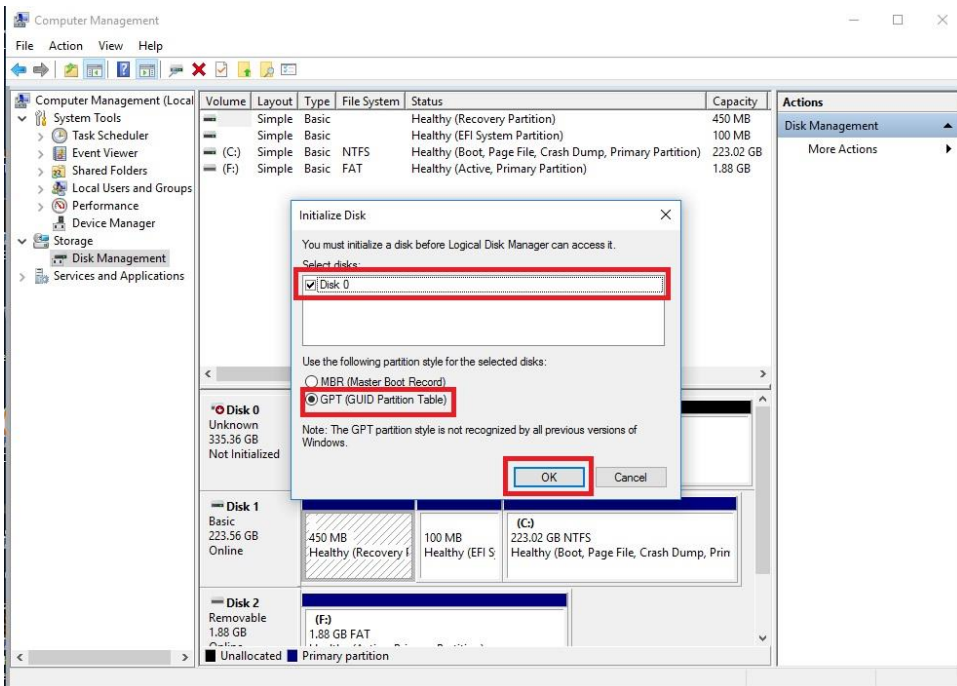 Computer Management
File Action View Help
Computer Management (Local
System Tools
Task Scheduler
Event Viewer
Shared Folders
Local Users and Groups
Performance
Device Manager
Storage
Disk Management
Services and Applications
Volume Layout Type File System Status Capacity
Simple Basic Healthy (Recovery Partition) 450 MB
Simple Basic Healthy (EFI System Partition) 100 MB
(C:) Simple Basic NTFS Healthy (Boot, Page File, Crash Dump, Primary Partition) 223.02 GB
(F:) Simple Basic FAT Healthy (Active, Primary Partition) 1.88 GB
Actions
Disk Management
More Actions
Initialize Disk
You must initialize a disk before Logical Disk Manager can access it.
Select disks:
Disk 0
Use the following partition style for the selected disks:
MBR (Master Boot Record)
GPT (GUID Partition Table)
Note: The GPT partition style is not recognized by all previous versions of
Windows.
OK Cancel
Disk 0
Unknown
335.36 GB
Not Initialized
Disk 1
Basic
223.56 GB
Online
450 MB
Healthy (Recovery
100 MB
Healthy (EFI S
(C:)
223.02 GB NTFS
Healthy (Boot, Page File, Crash Dump, Prin
Disk 2
Removable
1.88 GB
Online
(F:)
1.88 GB FAT
Unallocated Primary partition